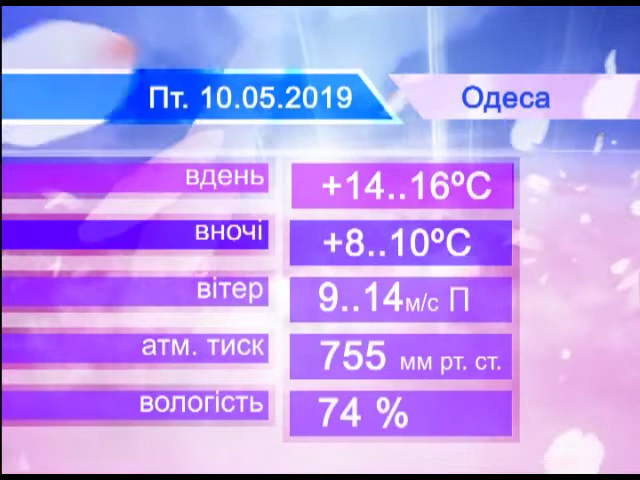 Пт. 10.05.2019 Одеса
вдень +14..16ºC
вночі +8..10ºC
вітер 9..14м/с П
атм. тиск 755 мм рт. ст.
вологість 74 %